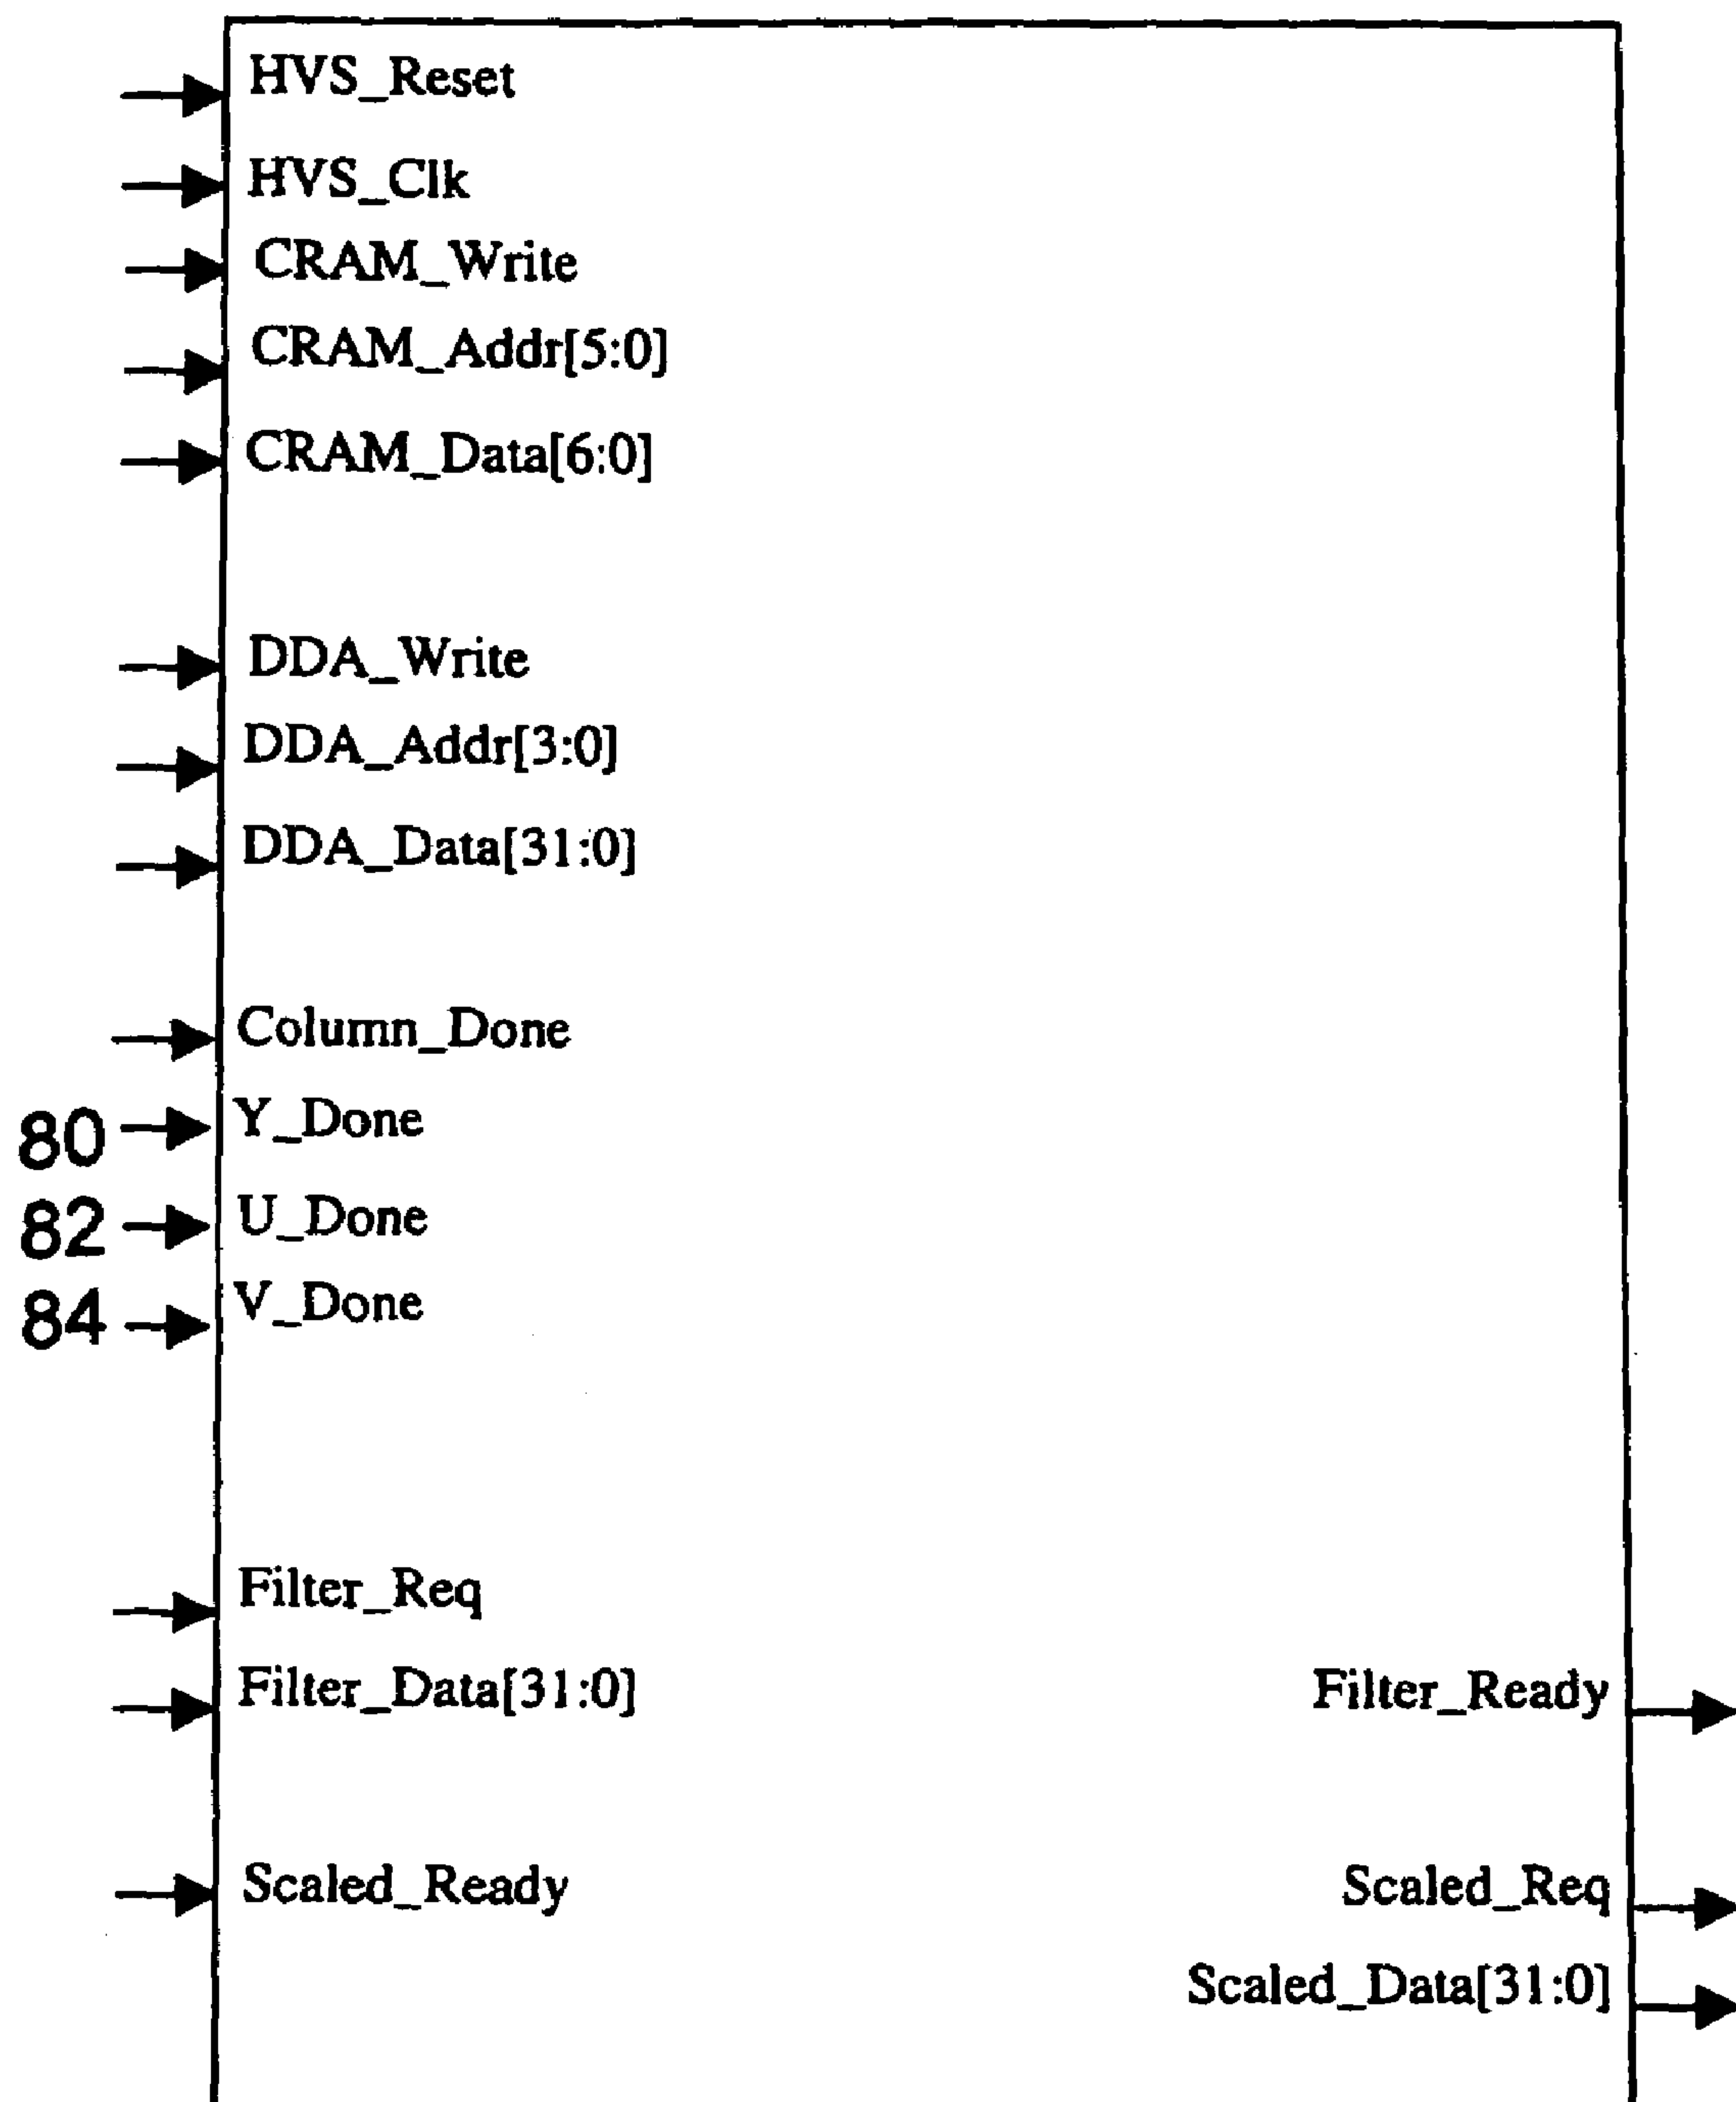 HVS_Reset
HVS_Clk
CRAM_Write
CRAM_Addr[5:0]
CRAM_Data[6:0]
DDA_Write
DDA_Addr[3:0]
DDA_Data[31:0]
Column_Done
80 Y_Done
82 U_Done
84 V_Done
Filter_Req
Filter_Data[31:0] Filter_Ready
Scaled_Ready Scaled_Req
Scaled_Data[31:0]